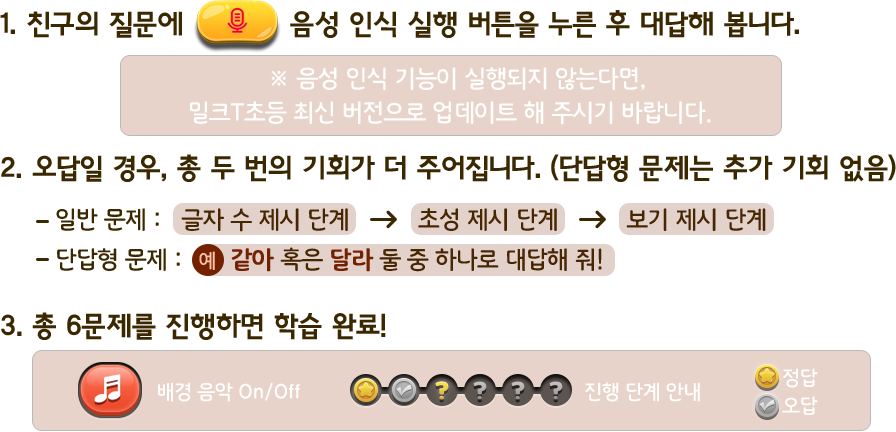 1. 친구의 질문에 음성 인식 실행 버튼을 누른 후 대답해 봅니다.
※ 음성 인식 기능이 실행되지 않는다면,
밀크T초등 최신 버전으로 업데이트 해 주시기 바랍니다.
2. 오답일 경우, 총 두 번의 기회가 더 주어집니다. (단답형 문제는 추가 기회 없음)
- 일반 문제 : 글자 수 제시 단계 → 초성 제시 단계 → 보기 제시 단계
- 단답형 문제 : 예 같아 혹은 달라 둘 중 하나로 대답해 줘!
3. 총 6문제를 진행하면 학습 완료!
배경 음악 On/Off ? ? ? ? 진행 단계 안내
정답
오답